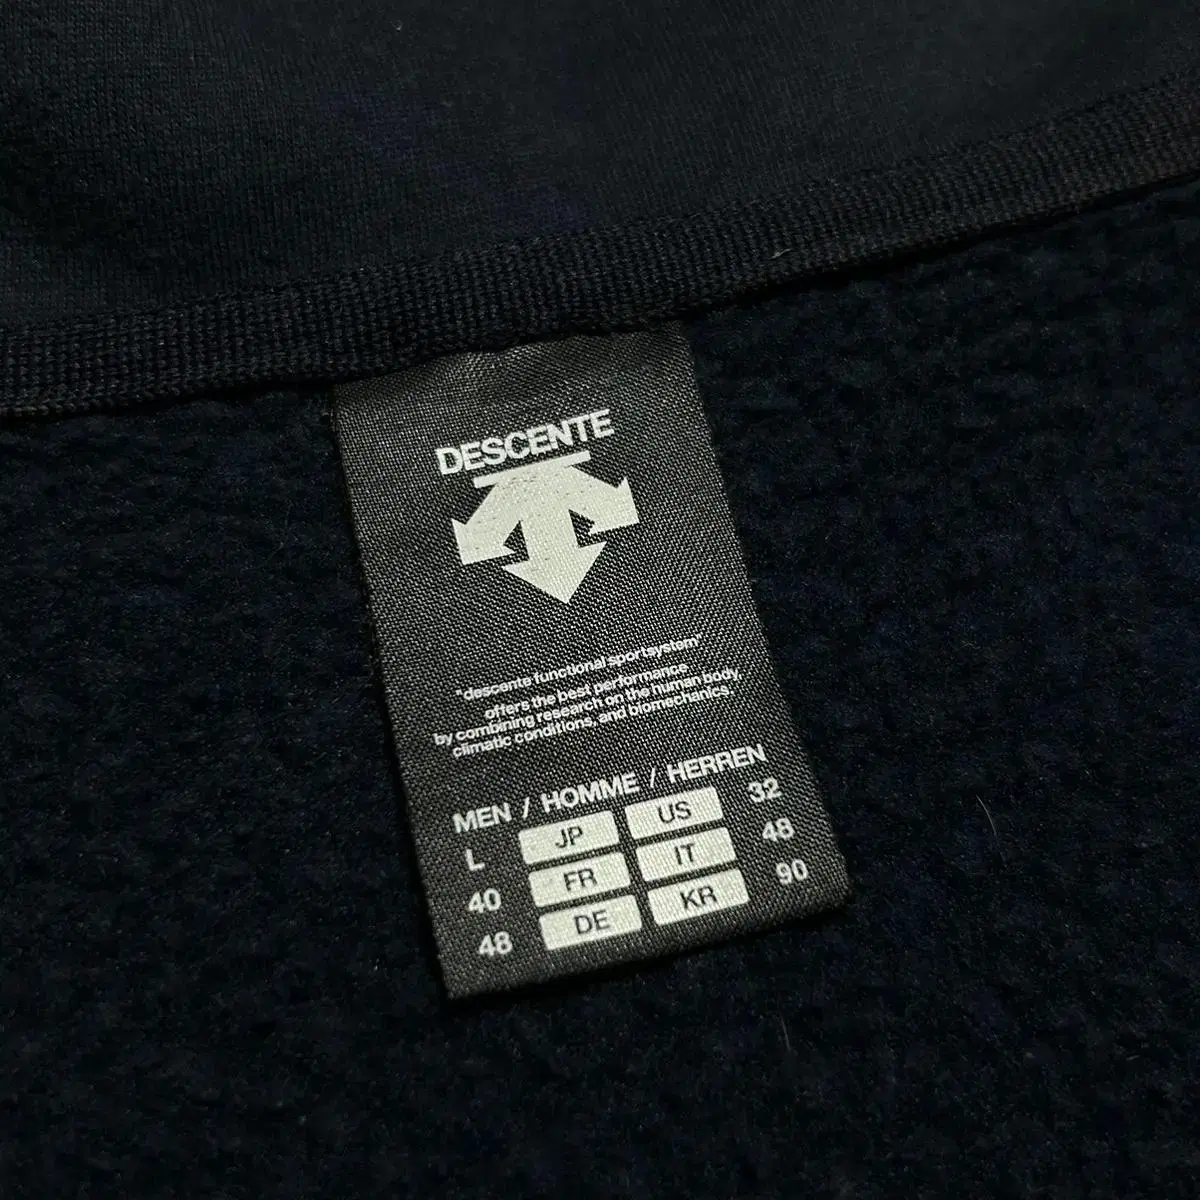 DESCENTE
"descente functional sportsystem"
offers the best performance
by combining research on the human body,
climatic conditions, and biomechanics.
MEN / HOMME / HERREN
L JP US 32
40 FR IT 48
48 DE KR 90